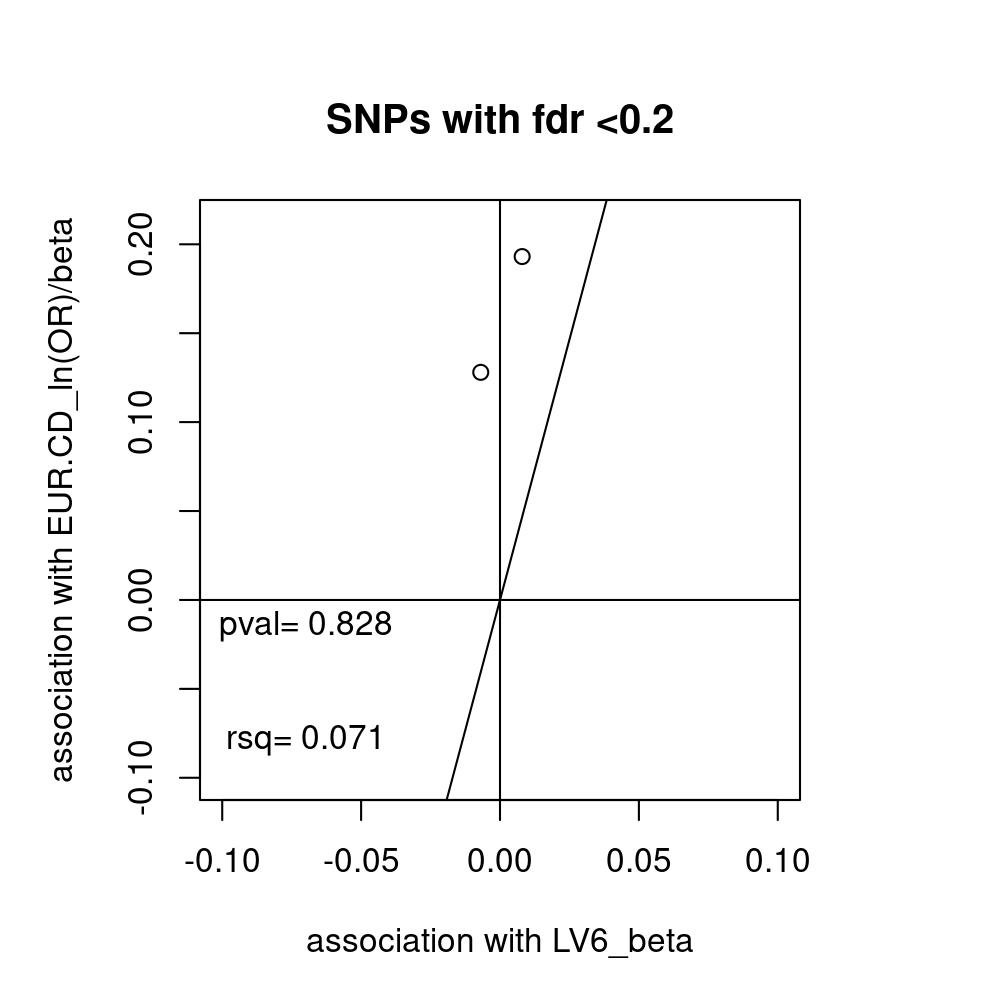 SNPs with fdr <0.2
association with EUR.CD_ln(OR)/beta
0.20
0.10
0.00
-0.10
pval= 0.828
rsq= 0.071
-0.10 -0.05 0.00 0.05 0.10
association with LV6_beta